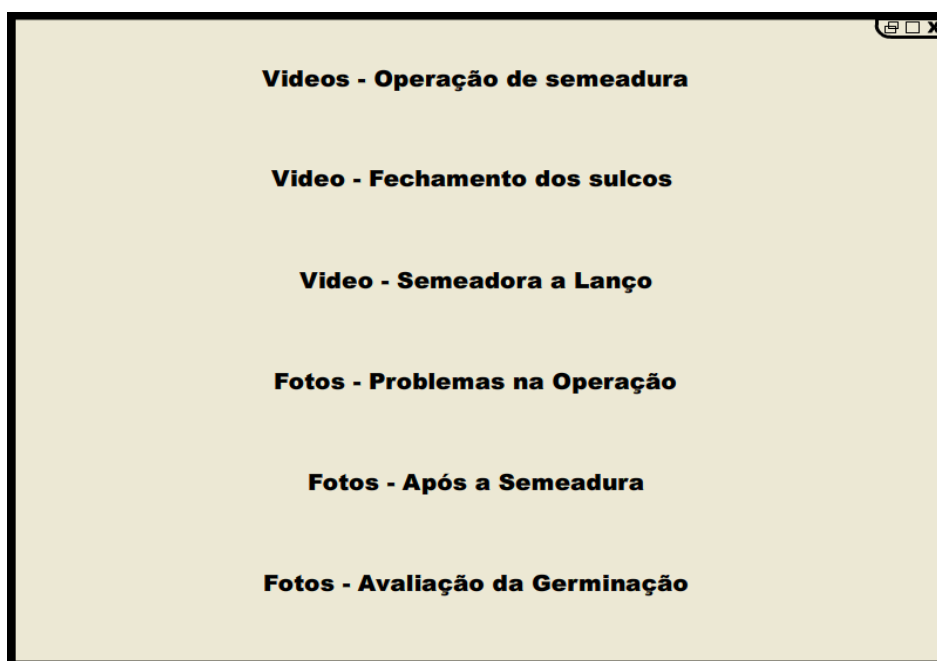 Videos - Operação de semeadura
Video - Fechamento dos sulcos
Video - Semeadora a Lanço
Fotos - Problemas na Operação
Fotos - Após a Semeadura
Fotos - Avaliação da Germinação